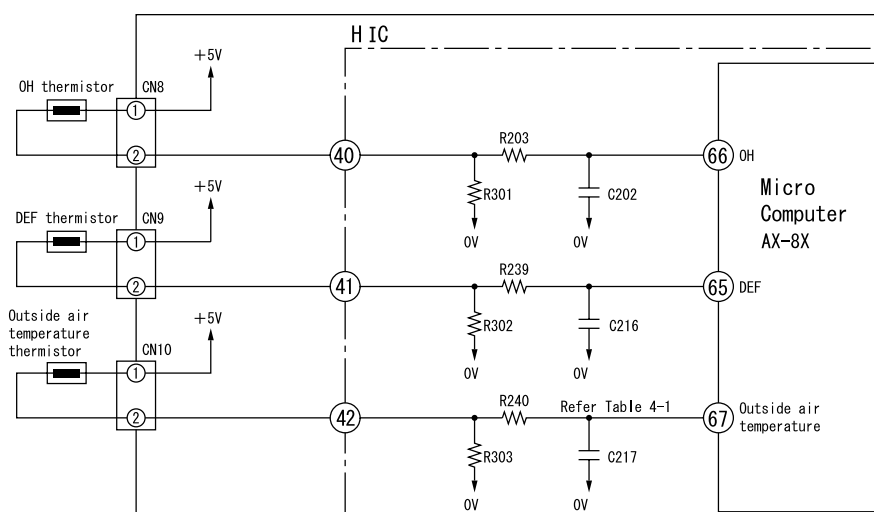 HIC
+5V
OH thermistor
CN8
1
2
40
R203
66
OH
R301
C202
0V
0V
Micro
Computer
AX-8X
+5V
DEF thermistor
CN9
1
2
41
R239
65
DEF
R302
C216
0V
0V
Outside air
temperature
thermistor
+5V
CN10
1
2
42
R240
Refer Table 4-1
67
Outside air
temperature
R303
C217
0V
0V